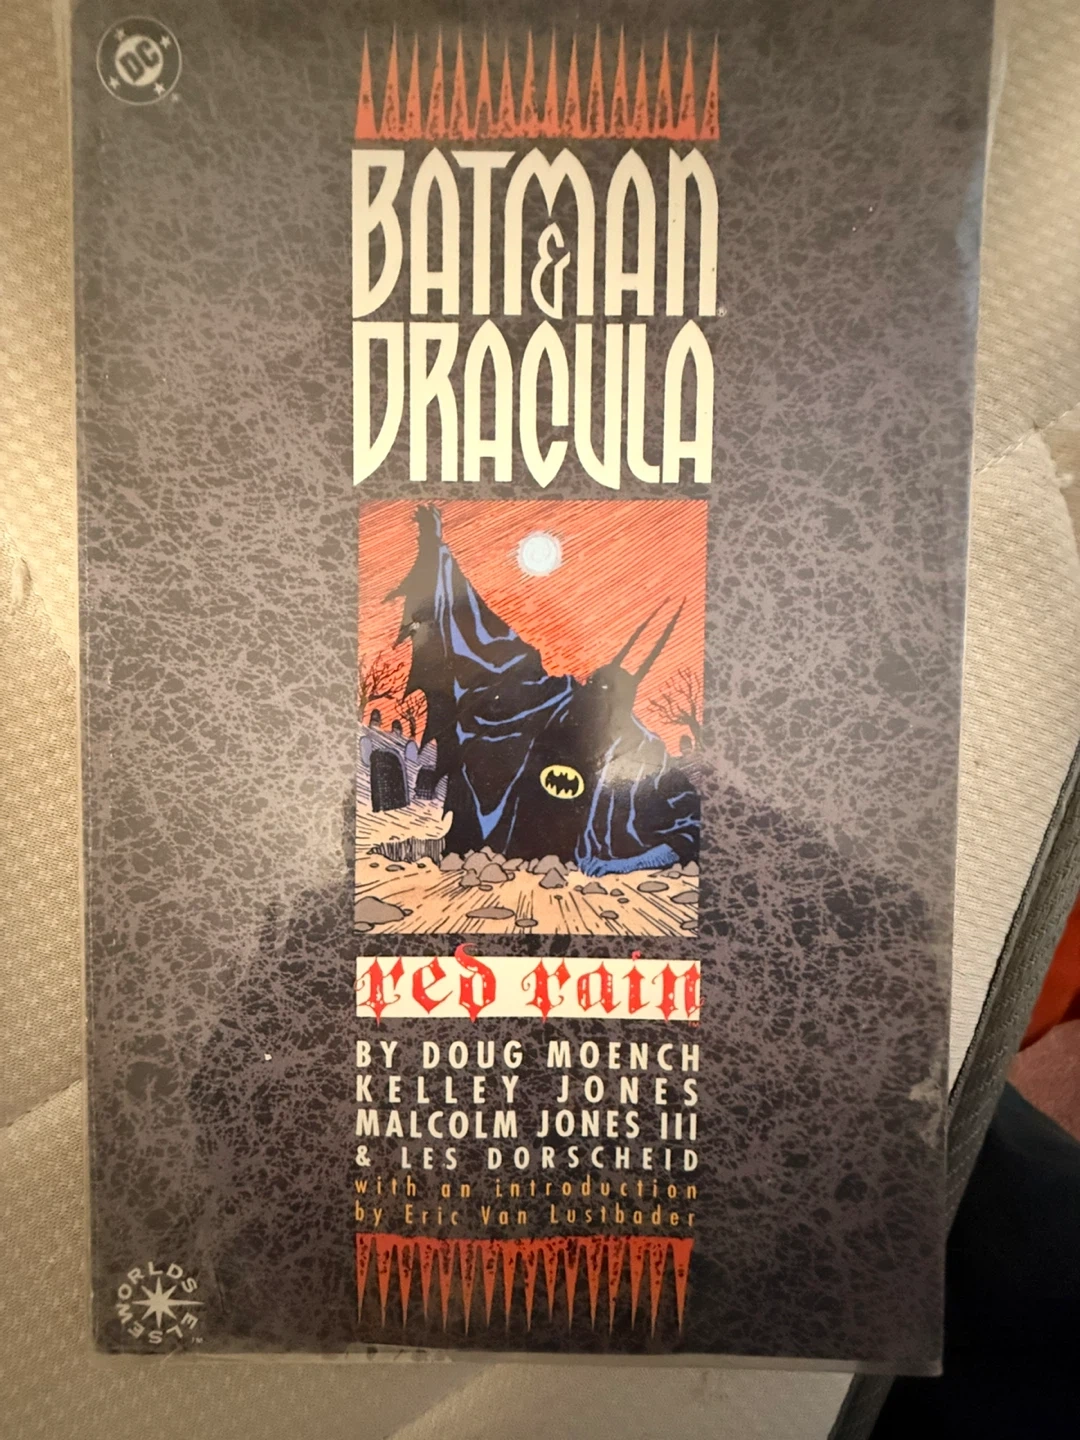 DC
BATMAN
&
DRACULA
red rain
BY DOUG MOENCH
KELLEY JONES
MALCOLM JONES III
& LES DORSCHEID
with an introduction
by Eric Van Lustbader
ELSEWORLDS